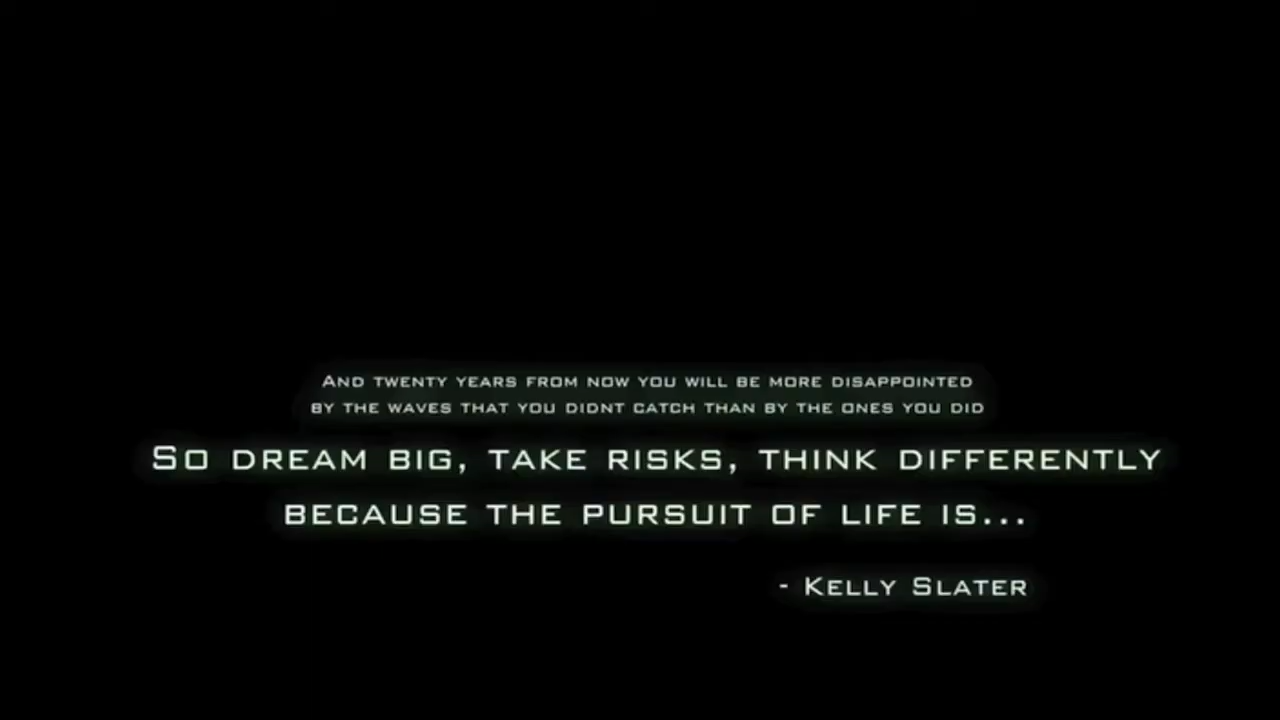 And twenty years from now you will be more disappointed
by the waves that you didnt catch than by the ones you did
So dream big, take risks, think differently
because the pursuit of life is...
- Kelly Slater